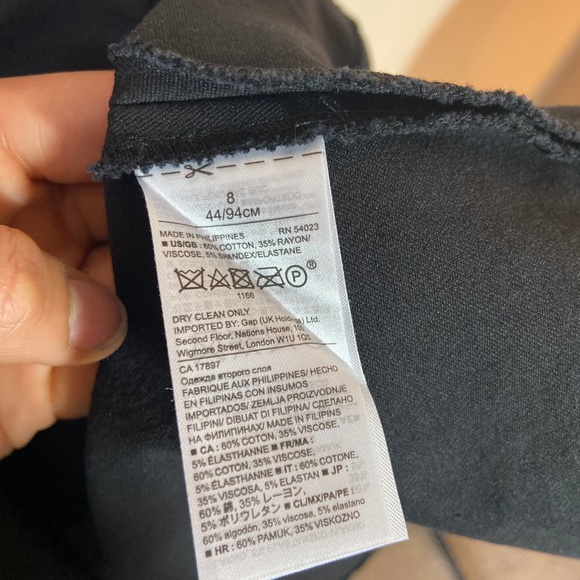 8
44/94CM
MADE IN PHILIPPINES RN 54023
■ US/GB: 60% COTTON, 35% RAYON/
VISCOSE, 5% SPANDEX/ELASTANE
P ®
1166
DRY CLEAN ONLY
IMPORTED BY: Gap (UK Holdings) Ltd.
Second Floor, Nations House, 103
Wigmore Street, London W1U 1QS
CA 17897
Одежда второго слоя
FABRIQUE AUX PHILIPPINES/ HECHO
EN FILIPINAS CON INSUMOS
IMPORTADOS/ ZEMLJA PROIZVODNJE
FILIPINI/ DIBUAT DI FILIPINA/ СДЕЛАНО
НА ФИЛИППИНАХ/ MADE IN FILIPINS
■ CA: 60% COTON, 35% VISCOSE,
5% ÉLASTHANNE ■ FR/MA:
60% COTON, 35% VISCOSE,
5% ÉLASTHANNE ■ IT: 60% COTONE,
35% VISCOSA, 5% ELASTAN ■ JP:
60% 綿, 35% レーヨン,
5% ポリウレタン ■ CL/MX/PA/PE:
60% algodón, 35% viscosa, 5% elastano
■ HR: 60% PAMUK, 35% VISKOZNO